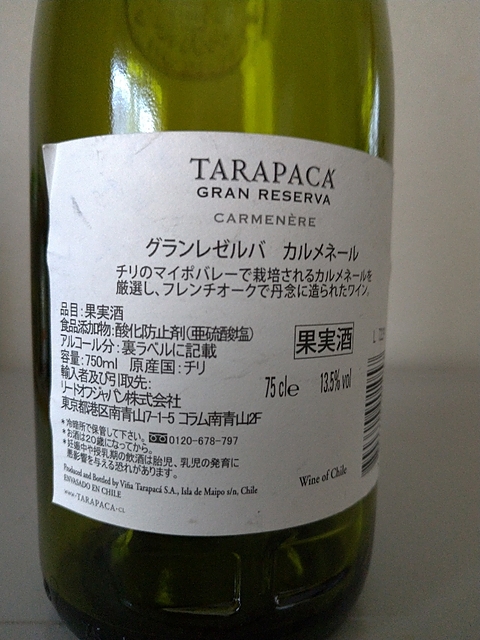 TARAPACÁ
GRAN RESERVA
CARMENÈRE
グランレゼルバ カルメネール
チリのマイポバレーで栽培されるカルメネールを
厳選し、フレンチオークで丹念に造られたワイン。
品目:果実酒
食品添加物:酸化防止剤(亜硫酸塩)
アルコール分:裏ラベルに記載
容量:750ml 原産国:チリ
輸入者及び引取先:
リードオフジャパン株式会社
東京都港区南青山7-1-5 コラム南青山2F
果実酒
75 cl e 13.5% vol
*冷暗所で保管して下さい。 0120-678-797
*お酒は20歳になってから。
*妊娠中や授乳期の飲酒は胎児、乳児の発育に
悪影響を与える恐れがあります。
Produced and Bottled by Viña Tarapacá S.A., Isla de Maipo s/n, Chile
ENVASADO EN CHILE
www.TARAPACA.CL
Wine of Chile